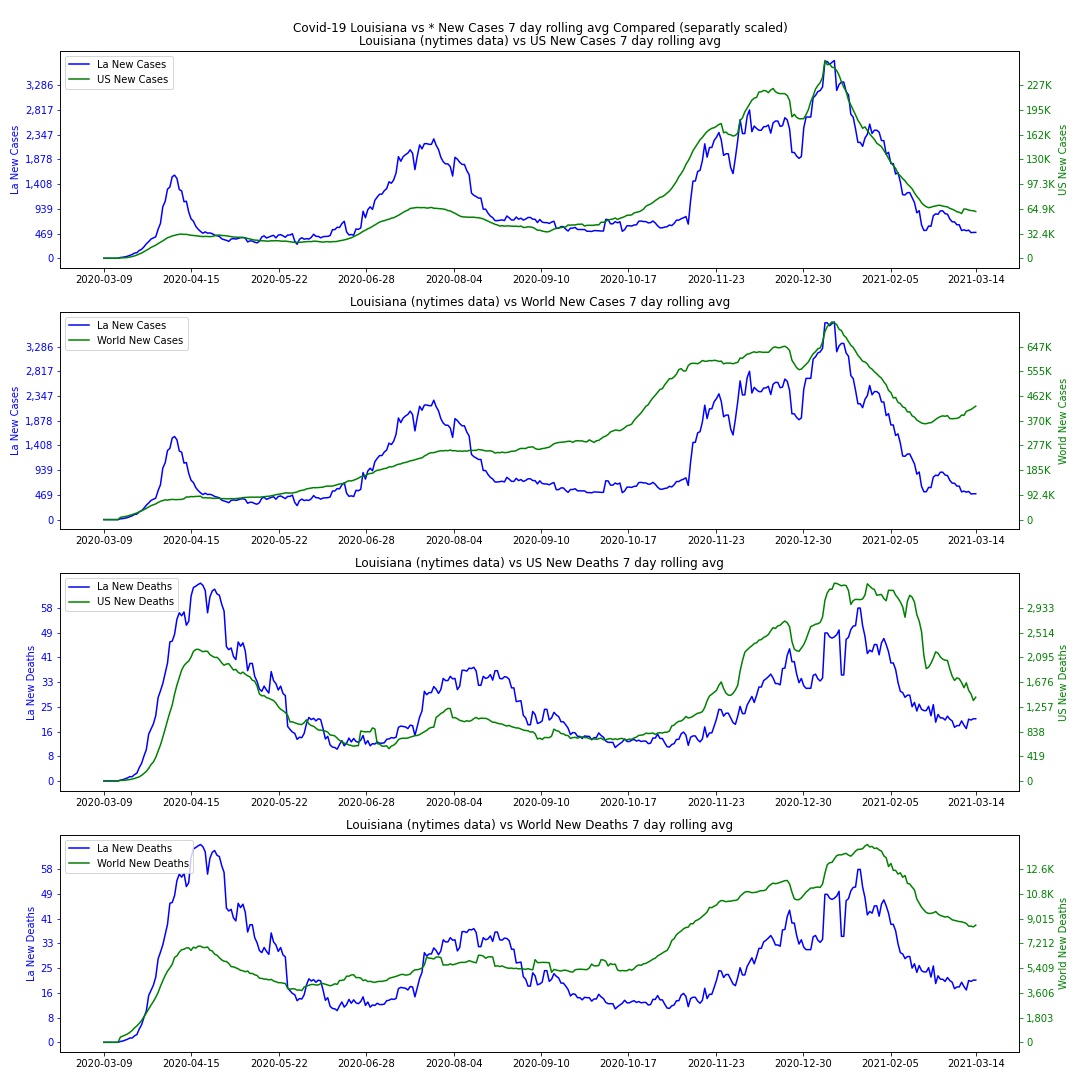 Covid-19 Louisiana vs * New Cases 7 day rolling avg Compared (separatly scaled)
Louisiana (nytimes data) vs US New Cases 7 day rolling avg
La New Cases
US New Cases
3,286
2,817
2,347
1,878
1,408
939
469
0
La New Cases
227K
195K
162K
130K
97.3K
64.9K
32.4K
0
US New Cases
2020-03-09 2020-04-15 2020-05-22 2020-06-28 2020-08-04 2020-09-10 2020-10-17 2020-11-23 2020-12-30 2021-02-05 2021-03-14
Louisiana (nytimes data) vs World New Cases 7 day rolling avg
La New Cases
World New Cases
3,286
2,817
2,347
1,878
1,408
939
469
0
La New Cases
647K
555K
462K
370K
277K
185K
92.4K
0
World New Cases
2020-03-09 2020-04-15 2020-05-22 2020-06-28 2020-08-04 2020-09-10 2020-10-17 2020-11-23 2020-12-30 2021-02-05 2021-03-14
Louisiana (nytimes data) vs US New Deaths 7 day rolling avg
La New Deaths
US New Deaths
58
49
41
33
25
16
8
0
La New Deaths
2,933
2,514
2,095
1,676
1,257
838
419
0
US New Deaths
2020-03-09 2020-04-15 2020-05-22 2020-06-28 2020-08-04 2020-09-10 2020-10-17 2020-11-23 2020-12-30 2021-02-05 2021-03-14
Louisiana (nytimes data) vs World New Deaths 7 day rolling avg
La New Deaths
World New Deaths
58
49
41
33
25
16
8
0
La New Deaths
12.6K
10.8K
9,015
7,212
5,409
3,606
1,803
0
World New Deaths
2020-03-09 2020-04-15 2020-05-22 2020-06-28 2020-08-04 2020-09-10 2020-10-17 2020-11-23 2020-12-30 2021-02-05 2021-03-14